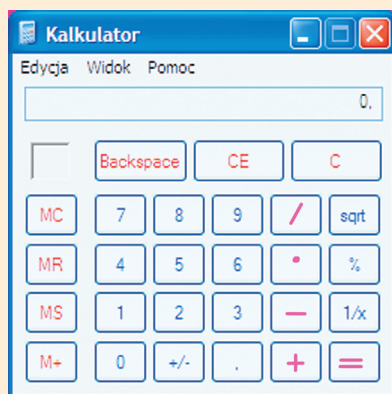 Kalkulator
Edycja Widok Pomoc
0,
Backspace CE C
MC 7 8 9 / sqrt
MR 4 5 6 · %
MS 1 2 3 − 1/x
M+ 0 +/- , + =